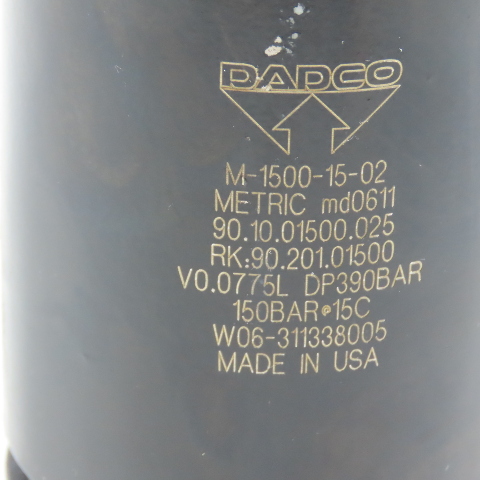 DADCO
M-1500-15-02
METRIC md0611
90.10.01500.025
RK:90.201.01500
V0.0775L DP390BAR
150BAR@15C
W06-311338005
MADE IN USA